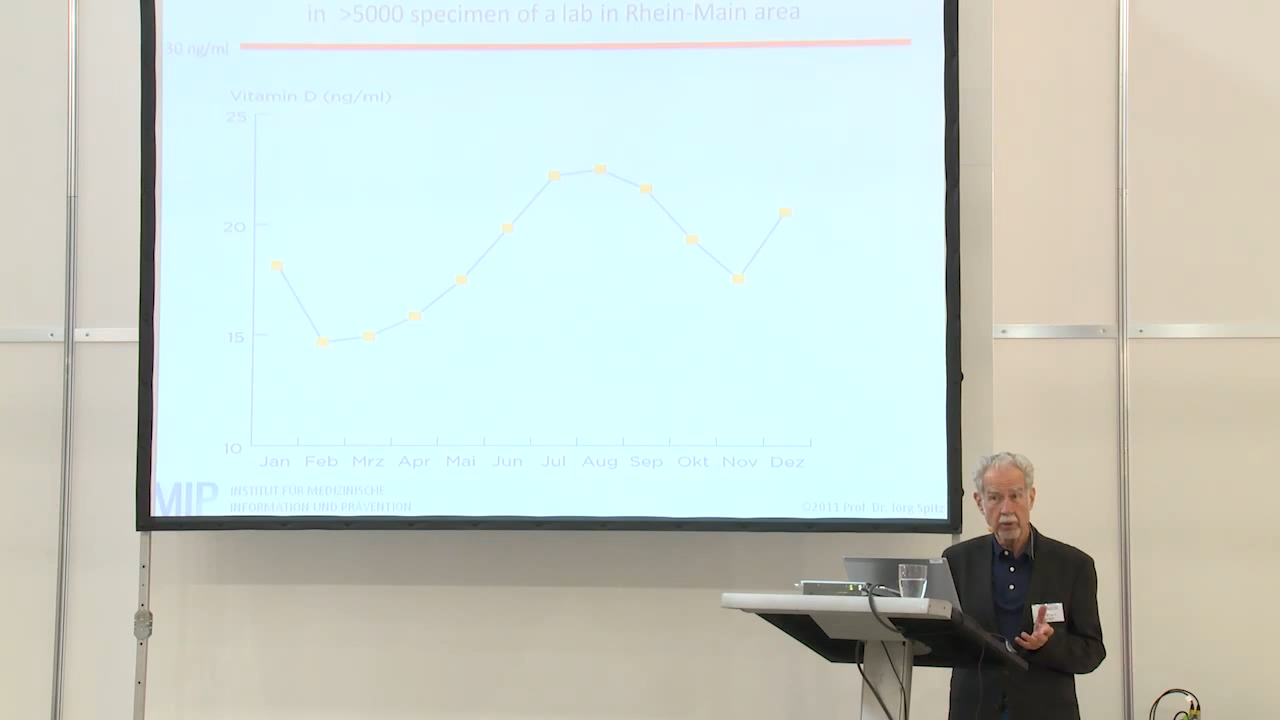 in >5000 specimen of a lab in Rhein-Main area
30 ng/ml
Vitamin D (ng/ml)
25
20
15
10
Jan Feb Mrz Apr Mai Jun Jul Aug Sep Okt Nov Dez
MIP
INSTITUT FÜR MEDIZINISCHE
INFORMATION UND PRÄVENTION
©2011 Prof. Dr. Jörg Spitz